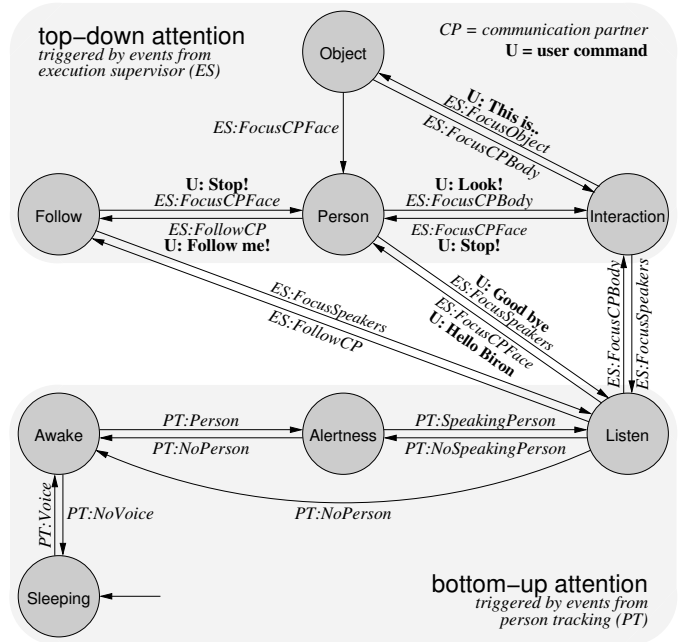 top−down attention
triggered by events from
execution supervisor (ES)
CP = communication partner
U = user command
Object
ES:FocusCPFace
U: This is..
ES:FocusObject
ES:FocusCPBody
Follow
U: Stop!
ES:FocusCPFace
ES:FollowCP
U: Follow me!
Person
U: Look!
ES:FocusCPBody
ES:FocusCPFace
U: Stop!
Interaction
ES:FocusSpeakers
ES:FollowCP
U: Good bye
ES:FocusSpeakers
ES:FocusCPFace
U: Hello Biron
ES:FocusCPBody
ES:FocusSpeakers
Awake
PT:Person
PT:NoPerson
Alertness
PT:SpeakingPerson
PT:NoSpeakingPerson
Listen
PT:NoPerson
PT:Voice
PT:NoVoice
Sleeping
bottom−up attention
triggered by events from
person tracking (PT)